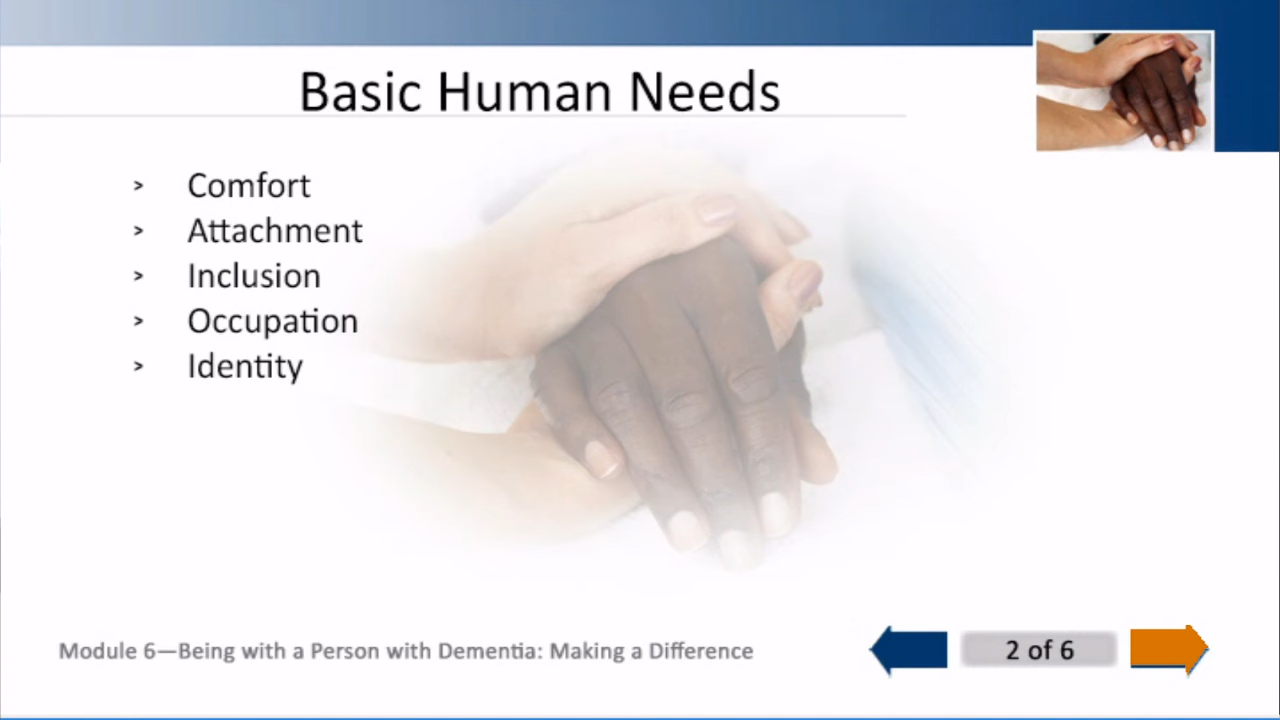 Basic Human Needs
> Comfort
> Attachment
> Inclusion
> Occupation
> Identity
Module 6—Being with a Person with Dementia: Making a Difference
2 of 6